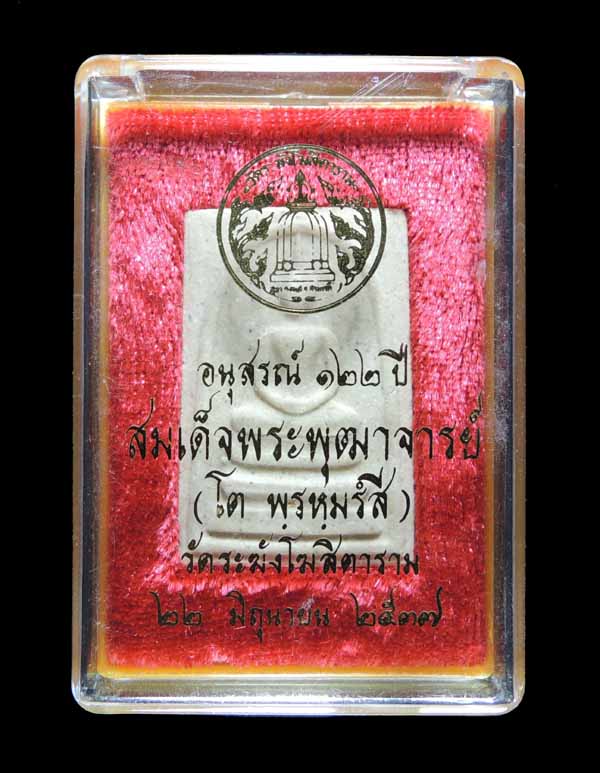 อนุสรณ์ ๑๒๒ ปี
สมเด็จพระพุฒาจารย์
(โต พฺรหฺมรํสี)
วัดระฆังโฆสิตาราม
๒๒ มิถุนายน ๒๕๓๗